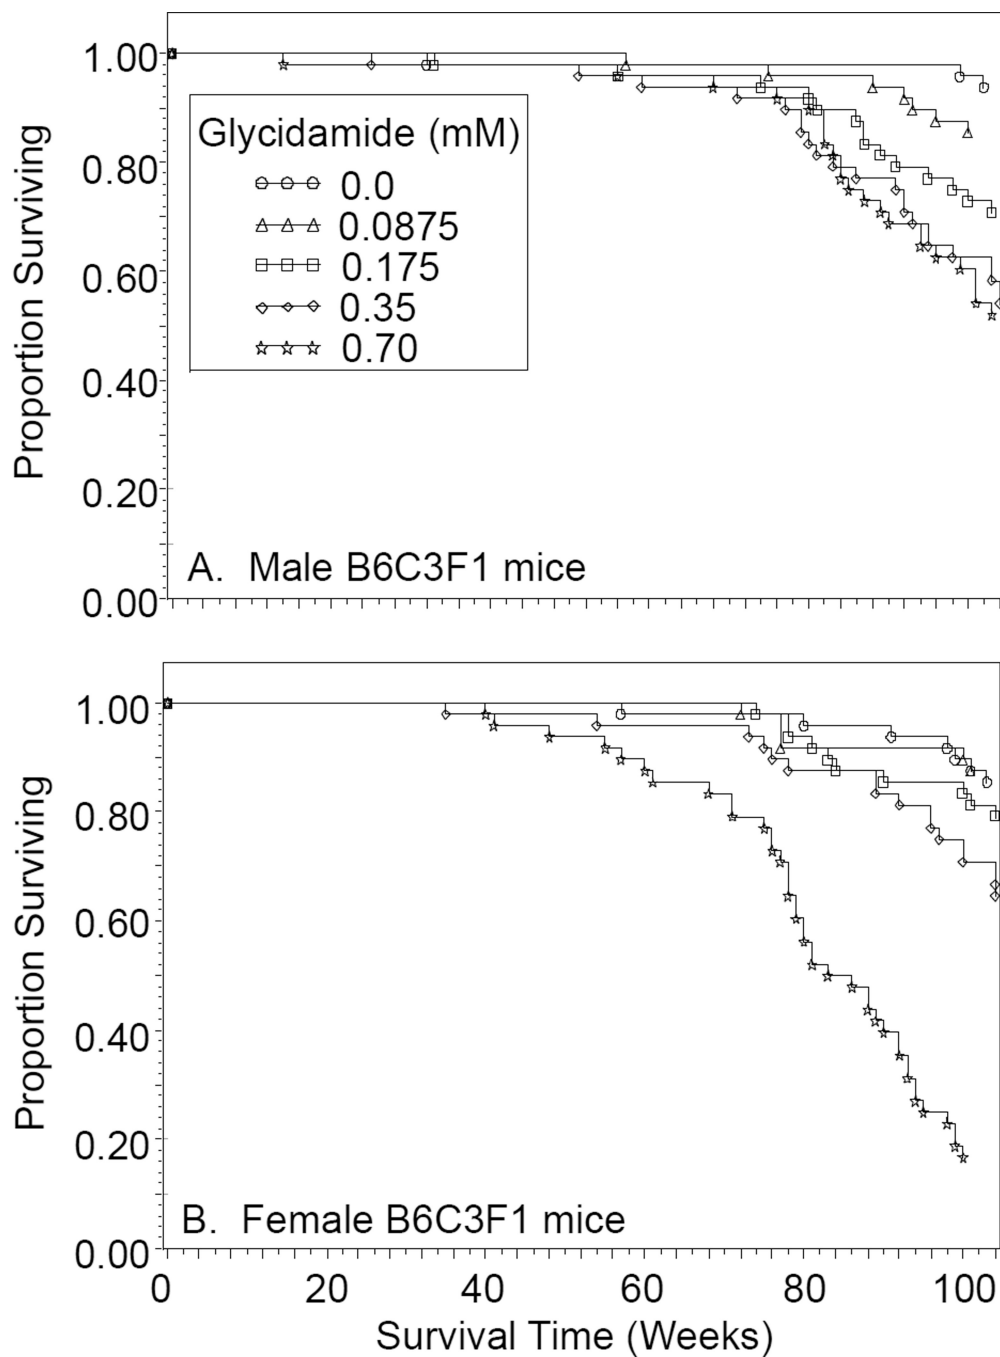 1.00
0.80
0.60
0.40
0.20
0.00
Proportion Surviving
Glycidamide (mM)
0.0
0.0875
0.175
0.35
0.70
A. Male B6C3F1 mice
1.00
0.80
0.60
0.40
0.20
0.00
Proportion Surviving
B. Female B6C3F1 mice
0 20 40 60 80 100
Survival Time (Weeks)